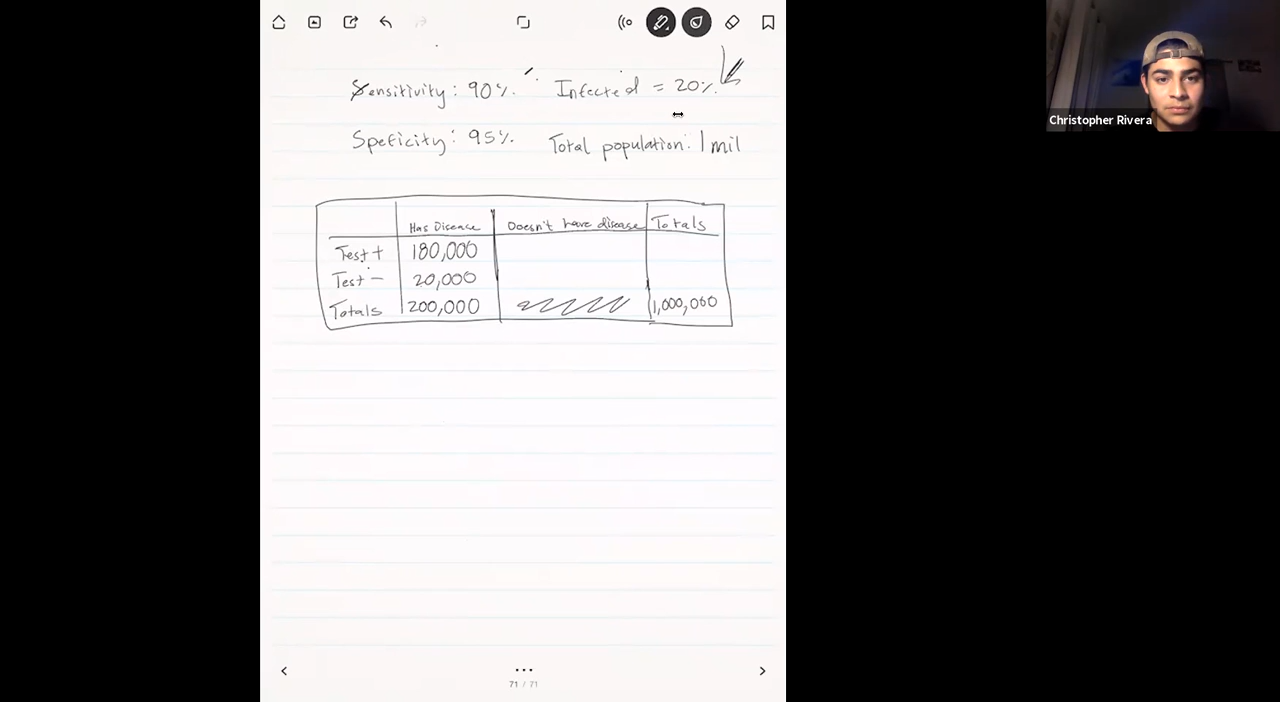 Sensitivity: 90%. Infected = 20%.
Speficity: 95% Total population: 1 mil
Christopher Rivera
Has Disease Doesn't have disease Totals
Test + 180,000
Test - 20,000
Totals 200,000 1,000,000
71 / 71